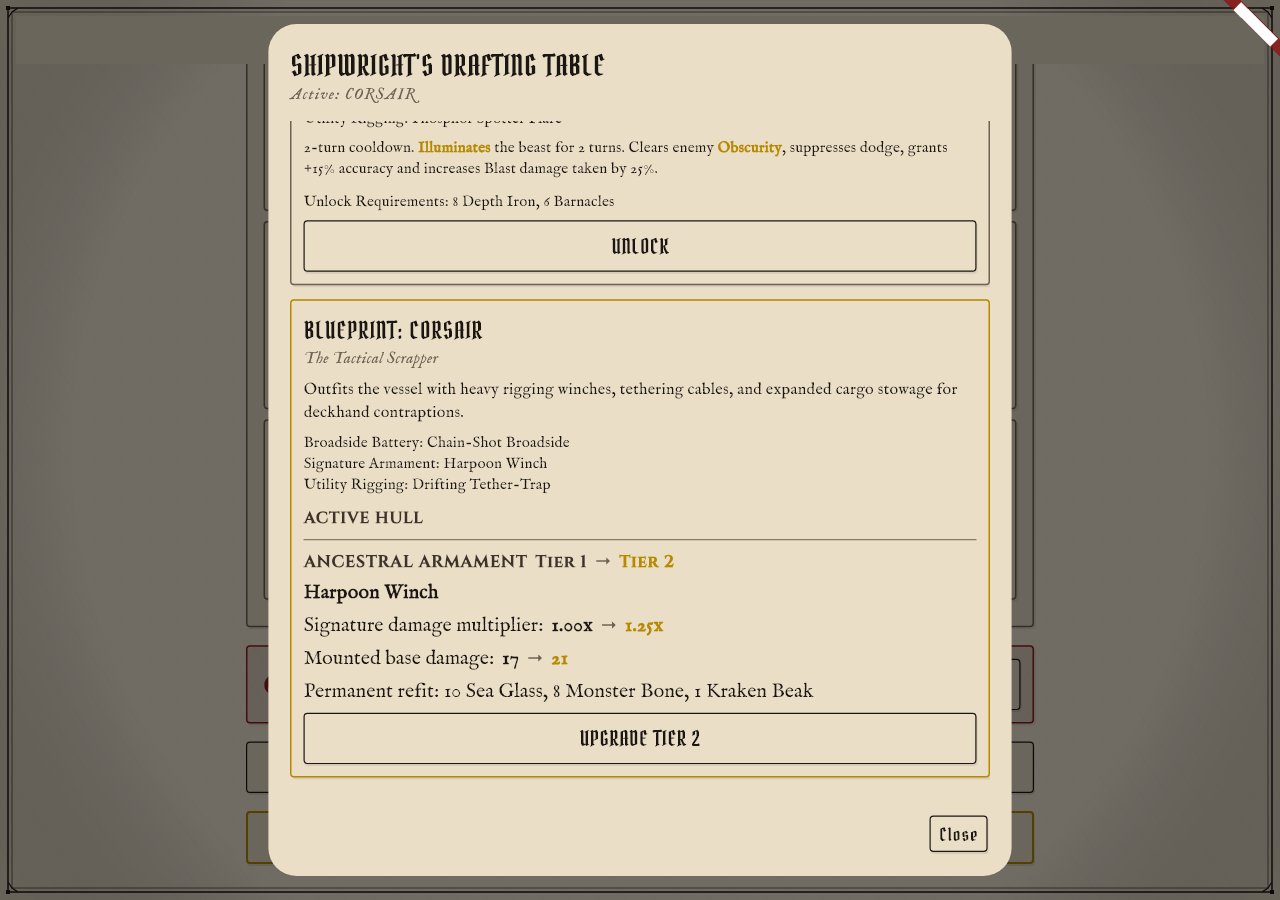 SHIPWRIGHT'S DRAFTING TABLE
Active: CORSAIR
Utility Rigging: Phosphor Spotter Flare
2-turn cooldown. Illuminates the beast for 2 turns. Clears enemy Obscurity, suppresses dodge, grants
+15% accuracy and increases Blast damage taken by 25%.
Unlock Requirements: 8 Depth Iron, 6 Barnacles
UNLOCK
BLUEPRINT: CORSAIR
The Tactical Scrapper
Outfits the vessel with heavy rigging winches, tethering cables, and expanded cargo stowage for
deckhand contraptions.
Broadside Battery: Chain-Shot Broadside
Signature Armament: Harpoon Winch
Utility Rigging: Drifting Tether-Trap
ACTIVE HULL
ANCESTRAL ARMAMENT TIER 1 → TIER 2
Harpoon Winch
Signature damage multiplier: 1.00X → 1.25X
Mounted base damage: 17 → 21
Permanent refit: 10 Sea Glass, 8 Monster Bone, 1 Kraken Beak
UPGRADE TIER 2
Close